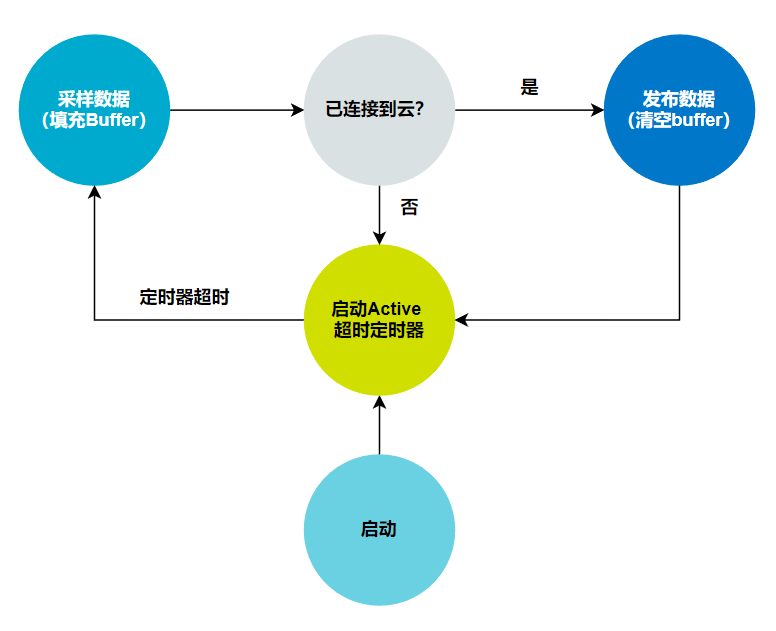 采样数据
（填充Buffer）
已连接到云？
是
发布数据
（清空buffer）
否
定时器超时
启动Active
超时定时器
启动